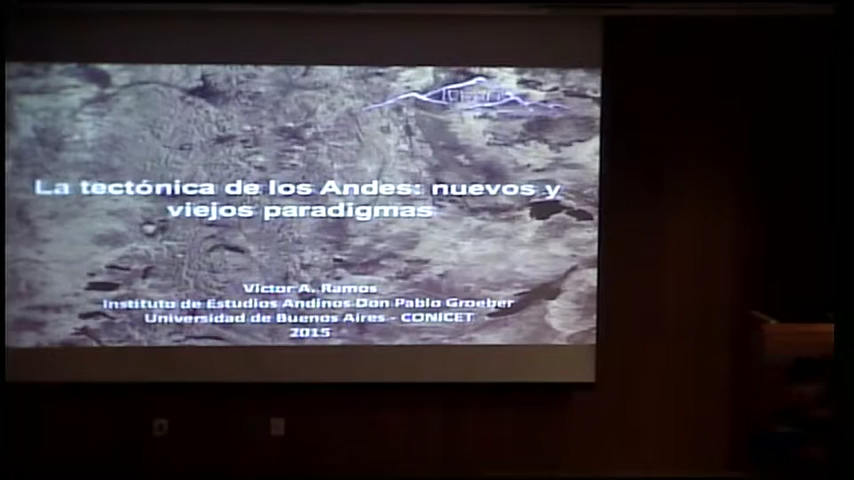 La tectónica de los Andes: nuevos y
viejos paradigmas
Víctor A. Ramos
Instituto de Estudios Andinos Don Pablo Groeber
Universidad de Buenos Aires - CONICET
2015